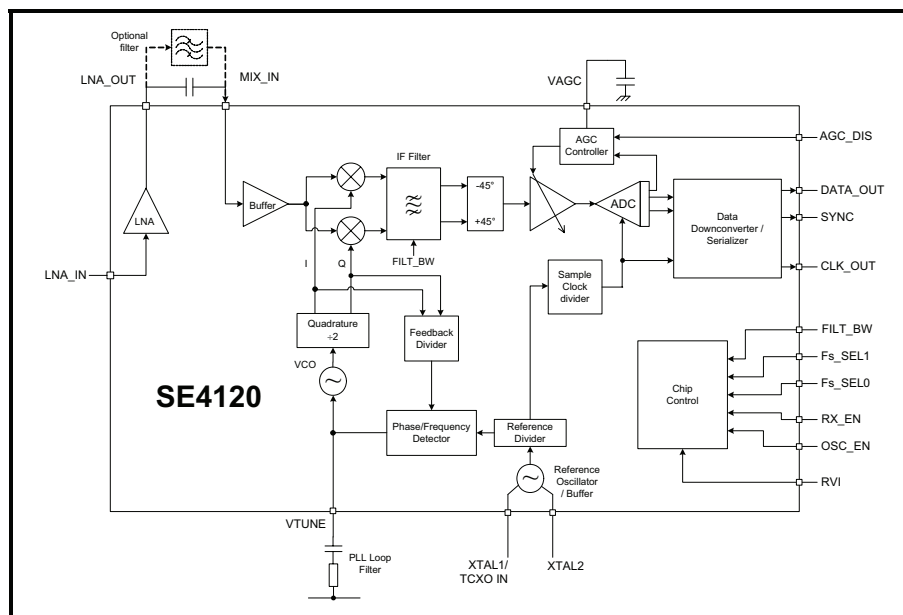 Optional
filter
LNA_OUT
MIX_IN
VAGC
AGC
Controller
AGC_DIS
IF Filter
-45°
+45°
Buffer
LNA
ADC
Data
Downconverter /
Serializer
DATA_OUT
SYNC
CLK_OUT
LNA_IN
I
Q
FILT_BW
Sample
Clock
divider
Quadrature
÷2
Feedback
Divider
VCO
SE4120
Phase/Frequency
Detector
Reference
Divider
Reference
Oscillator
/ Buffer
Chip
Control
FILT_BW
Fs_SEL1
Fs_SEL0
RX_EN
OSC_EN
RVI
VTUNE
PLL Loop
Filter
XTAL1/
TCXO IN
XTAL2